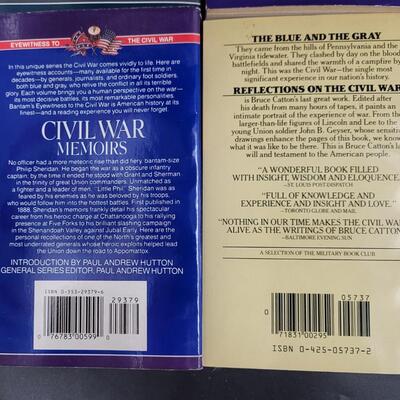 EYEWITNESS TO
THE CIVIL WAR
In this unique series the Civil War comes vividly to life. Here are
eyewitness accounts—many available for the first time in
decades—by generals, journalists, and ordinary foot soldiers,
both blue and gray, who relive the conflict in all its terrible
glory. Each volume brings you a human perspective on the war—
its most decisive battles, its most remarkable personalities.
Bantam's Eyewitness to the Civil War is American history at its
finest—and a reading experience you will never forget.
CIVIL WAR
MEMOIRS
No officer had a more meteoric rise than did fiery bantam-size
Philip Sheridan. He began the war as an obscure infantry
captain, but by its end he stood with Grant and Sherman
in the trinity of great Union commanders. Unmatched as
a fighter and a leader of men, "Little Phil" Sheridan was
feared by his enemies and was beloved by his troops,
who would follow him into the hottest battles. First published in
1888, Sheridan's memoirs frankly detail his spectacular
career from his heroic charge at Chattanooga to his rallying
presence at Five Forks to his brilliant slashing campaign
in the Shenandoah Valley against Jubal Early. Here are the
personal recollections of one of the North's greatest and
most underrated generals whose heroic exploits helped lead
the Union down the road to Appomattox.
INTRODUCTION BY PAUL ANDREW HUTTON
GENERAL SERIES EDITOR, PAUL ANDREW HUTTON
ISBN 0-553-29379-6
29379
0
76783 00599
0
THE BLUE AND THE GRAY
They came from the hills of Pennsylvania and the
Virginia tidewater. They clashed by day on the bloody
battlefields and shared the warmth of a campfire by
night. This was the Civil War—the single most
significant experience in our nation's history.
REFLECTIONS ON THE CIVIL WAR
is Bruce Catton's last great work. Edited after
his death from many hours of tapes, it paints an
intimate portrait of the experience of war. From the
larger-than-life figures of Lincoln and Lee to the
young Union soldier John B. Geyser, whose sensitive
drawings enhance the pages of this book, we know
what it was like to be there. This is Bruce Catton's last
will and testament to the American people.
"A WONDERFUL BOOK FILLED
WITH INSIGHT, WISDOM AND ELOQUENCE."
—ST. LOUIS POST-DISPATCH
"FULL OF KNOWLEDGE AND
EXPERIENCE AND INSIGHT AND LOVE."
—TORONTO GLOBE AND MAIL
"NOTHING IN OUR TIME MAKES THE CIVIL WAR
ALIVE AS THE WRITINGS OF BRUCE CATTON
—BALTIMORE EVENING SUN
A SELECTION OF THE MILITARY BOOK CLUB
05737
0
71831 00295
ISBN 0-425-05737-2